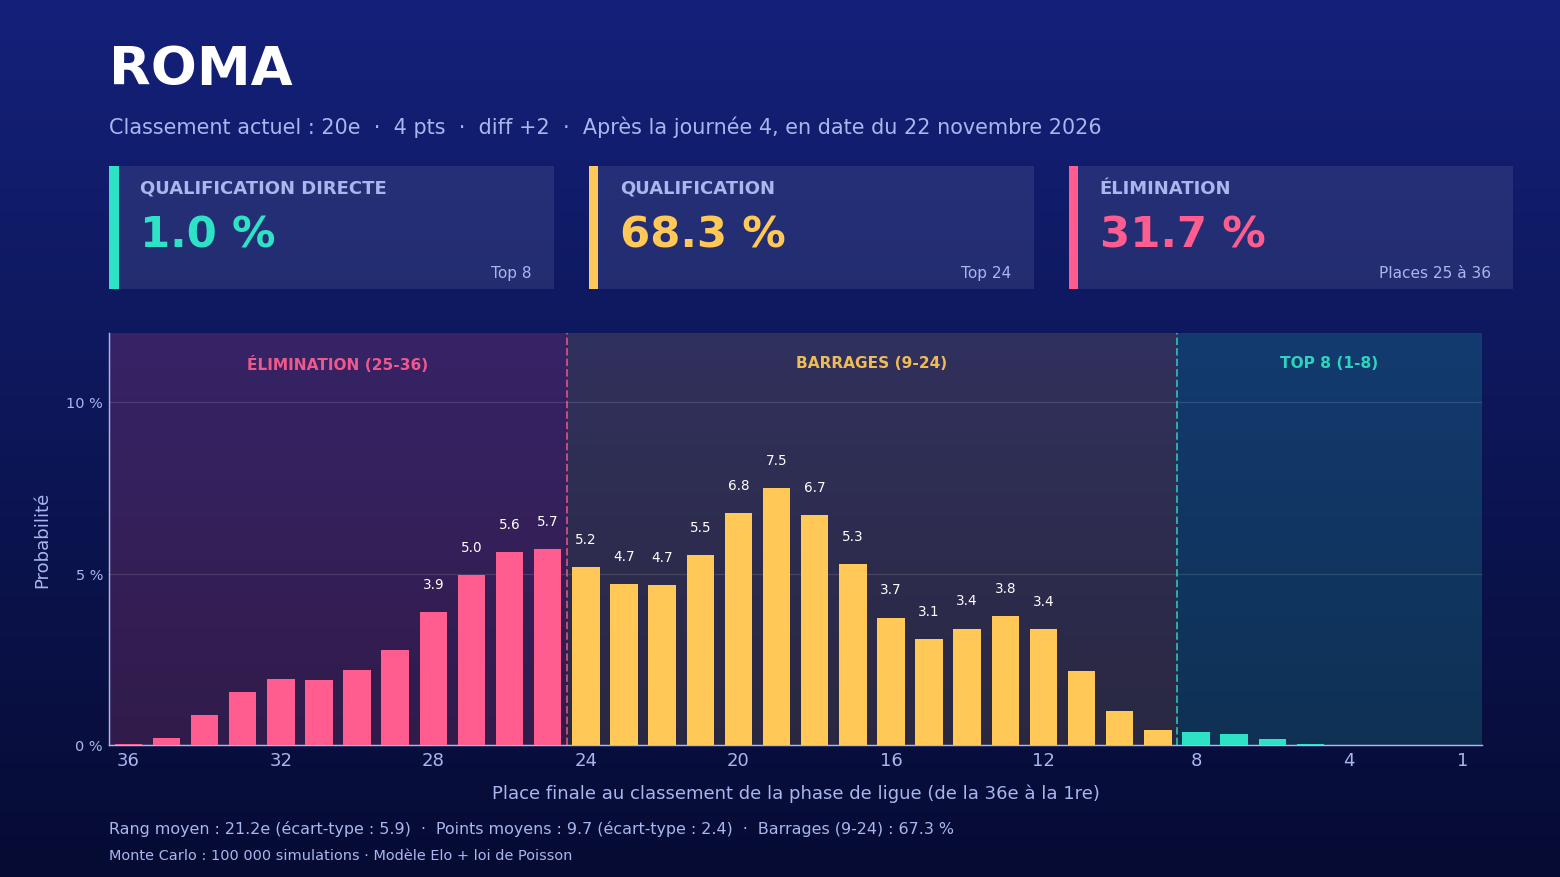 ROMA
Classement actuel : 20e · 4 pts · diff +2 · Après la journée 4, en date du 22 novembre 2026
QUALIFICATION DIRECTE
1.0 %
Top 8
QUALIFICATION
68.3 %
Top 24
ÉLIMINATION
31.7 %
Places 25 à 36
ÉLIMINATION (25-36)
BARRAGES (9-24)
TOP 8 (1-8)
10 %
5 %
0 %
Probabilité
3.9
5.0
5.6
5.7
5.2
4.7
4.7
5.5
6.8
7.5
6.7
5.3
3.7
3.1
3.4
3.8
3.4
36
32
28
24
20
16
12
8
4
1
Place finale au classement de la phase de ligue (de la 36e à la 1re)
Rang moyen : 21.2e (écart-type : 5.9) · Points moyens : 9.7 (écart-type : 2.4) · Barrages (9-24) : 67.3 %
Monte Carlo : 100 000 simulations · Modèle Elo + loi de Poisson